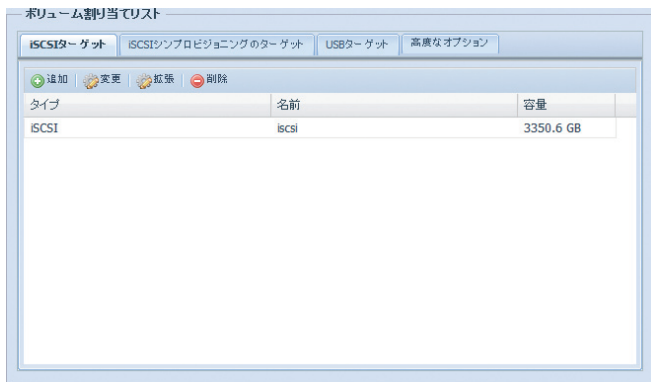 ボリューム割り当てリスト
iSCSIターゲット iSCSIシンプロビジョニングのターゲット USBターゲット 高度なオプション
追加 変更 拡張 削除
タイプ 名前 容量
iSCSI iscsi 3350.6 GB